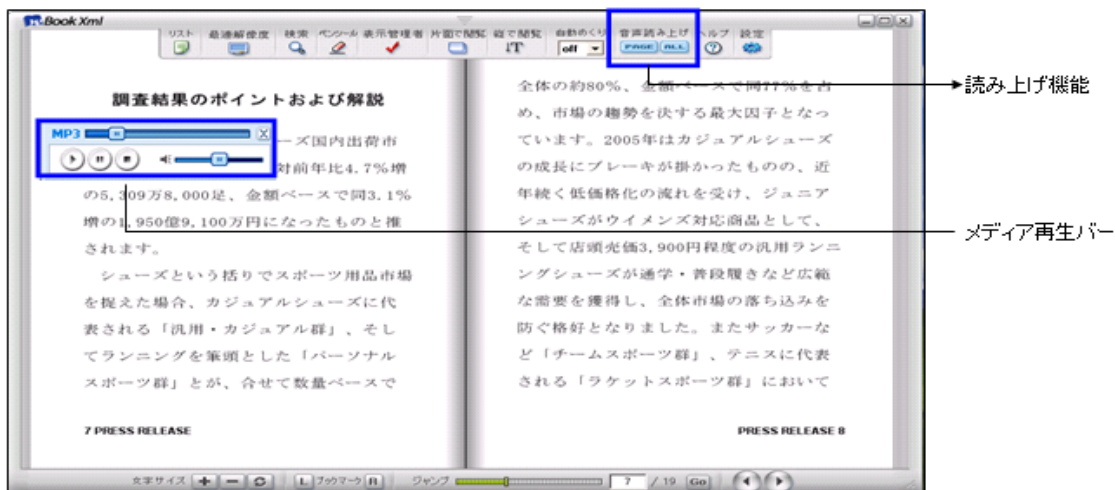 Book Xml
リスト 最適解像度 検索 ペンツール 表示管理者 片面で閲覧 縦で閲覧 自動めくり 音声読み上げ ヘルプ 設定
IT off PAGE ALL ?
読み上げ機能
調査結果のポイントおよび解説
MP3
ーズ国内出荷市
対前年比4.7%増
の5,309万8,000足、金額ベースで同3.1%
増の1,950億9,100万円になったものと推
されます。
シューズという括りでスポーツ用品市場
を捉えた場合、カジュアルシューズに代
表される「汎用・カジュアル群」、そし
てランニングを筆頭とした「パーソナル
スポーツ群」とが、合せて数量ベースで
7 PRESS RELEASE
全体の約80%、金額ベースで同77%を占
め、市場の趨勢を決する最大因子となっ
ています。2005年はカジュアルシューズ
の成長にブレーキが掛かったものの、近
年続く低価格化の流れを受け、ジュニア
シューズがウイメンズ対応商品として、
そして店頭売価3,900円程度の汎用ランニ
ングシューズが通学・普段履きなど広範
な需要を獲得し、全体市場の落ち込みを
防ぐ格好となりました。またサッカーな
ど「チームスポーツ群」、テニスに代表
される「ラケットスポーツ群」において
PRESS RELEASE 8
メディア再生バー
文字サイズ + - L ブックマーク R ジャンプ 7 / 19 Go